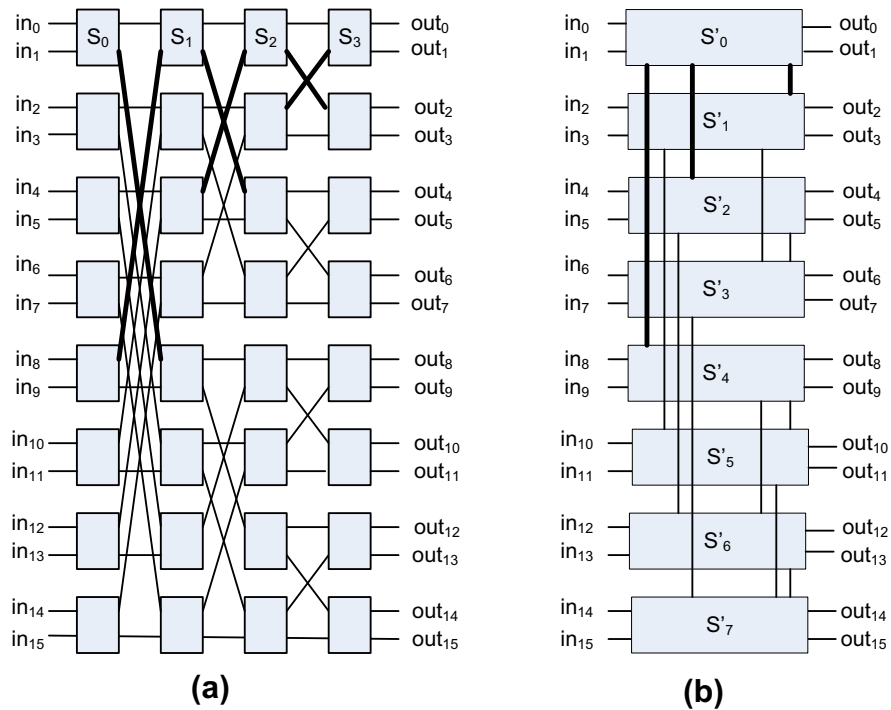 in₀ S₀ S₁ S₂ S₃ out₀
in₁ out₁
in₂ out₂
in₃ out₃
in₄ out₄
in₅ out₅
in₆ out₆
in₇ out₇
in₈ out₈
in₉ out₉
in₁₀ out₁₀
in₁₁ out₁₁
in₁₂ out₁₂
in₁₃ out₁₃
in₁₄ out₁₄
in₁₅ out₁₅
(a)
in₀ S'₀ out₀
in₁ out₁
in₂ S'₁ out₂
in₃ out₃
in₄ S'₂ out₄
in₅ out₅
in₆ S'₃ out₆
in₇ out₇
in₈ S'₄ out₈
in₉ out₉
in₁₀ S'₅ out₁₀
in₁₁ out₁₁
in₁₂ S'₆ out₁₂
in₁₃ out₁₃
in₁₄ S'₇ out₁₄
in₁₅ out₁₅
(b)